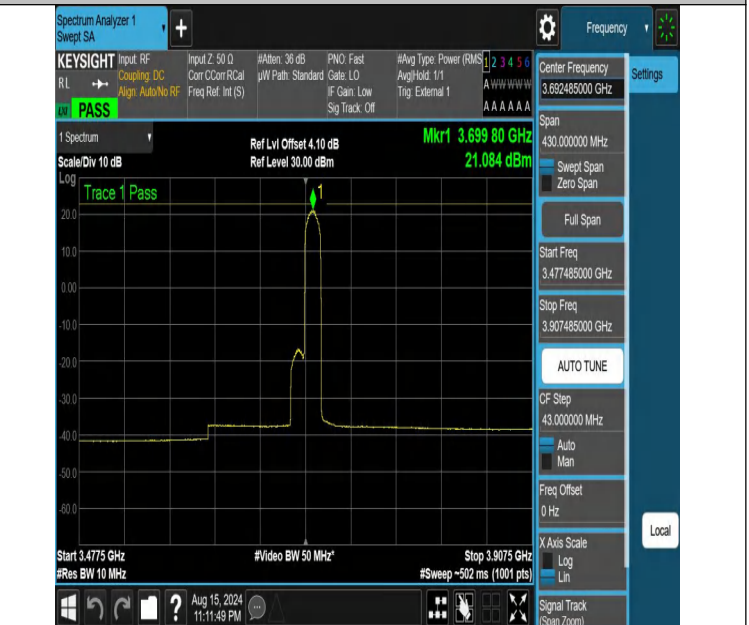 Spectrum Analyzer 1
Swept SA
+
Frequency
KEYSIGHT
RL
LXI
PASS
Input: RF
Coupling: DC
Align: Auto/No RF
Input Z: 50 Ω
Corr CCorr RCal
Freq Ref: Int (S)
#Atten: 36 dB
µW Path: Standard
PNO: Fast
Gate: LO
IF Gain: Low
Sig Track: Off
#Avg Type: Power (RMS
Avg|Hold: 1/1
Trig: External 1
1 2 3 4 5 6
A W W W W W
A A A A A A
1 Spectrum
Scale/Div 10 dB
Ref Lvl Offset 4.10 dB
Ref Level 30.00 dBm
Mkr1 3.699 80 GHz
21.084 dBm
Log
Trace 1 Pass
1
20.0
10.0
0.00
-10.0
-20.0
-30.0
-40.0
-50.0
-60.0
Start 3.4775 GHz
#Res BW 10 MHz
#Video BW 50 MHz*
Stop 3.9075 GHz
#Sweep ~502 ms (1001 pts)
Center Frequency
3.692485000 GHz
Settings
Span
430.000000 MHz
Swept Span
Zero Span
Full Span
Start Freq
3.477485000 GHz
Stop Freq
3.907485000 GHz
AUTO TUNE
CF Step
43.000000 MHz
Auto
Man
Freq Offset
0 Hz
X Axis Scale
Log
Lin
Local
Signal Track
(Span Zoom)
?
Aug 15, 2024
11:11:49 PM